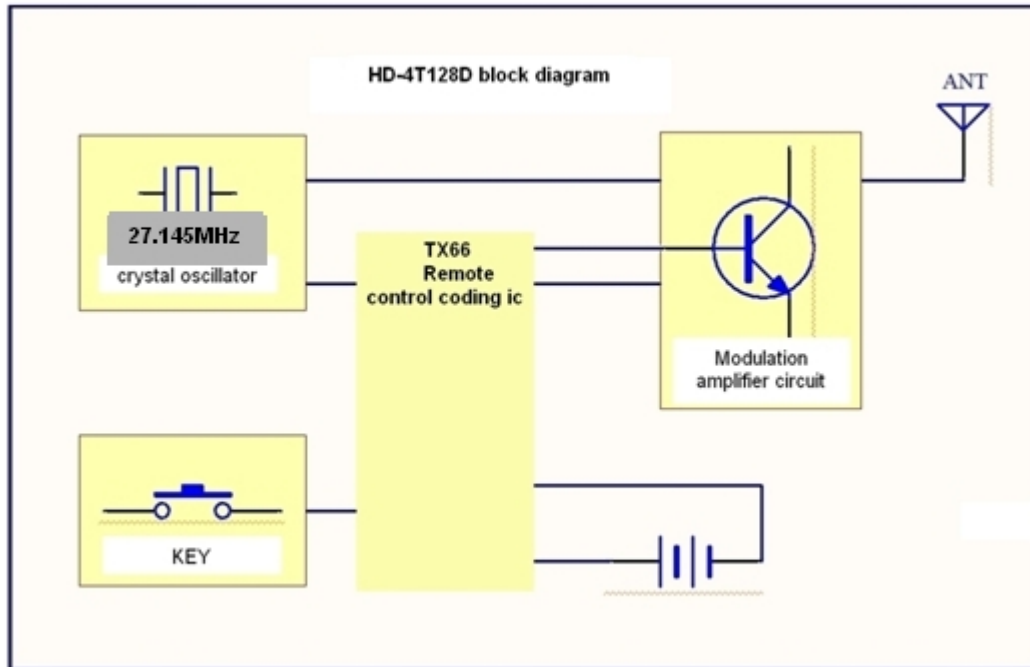 HD-4T128D block diagram
ANT
27.145MHz
crystal oscillator
TX66
Remote
control coding ic
Modulation
amplifier circuit
KEY